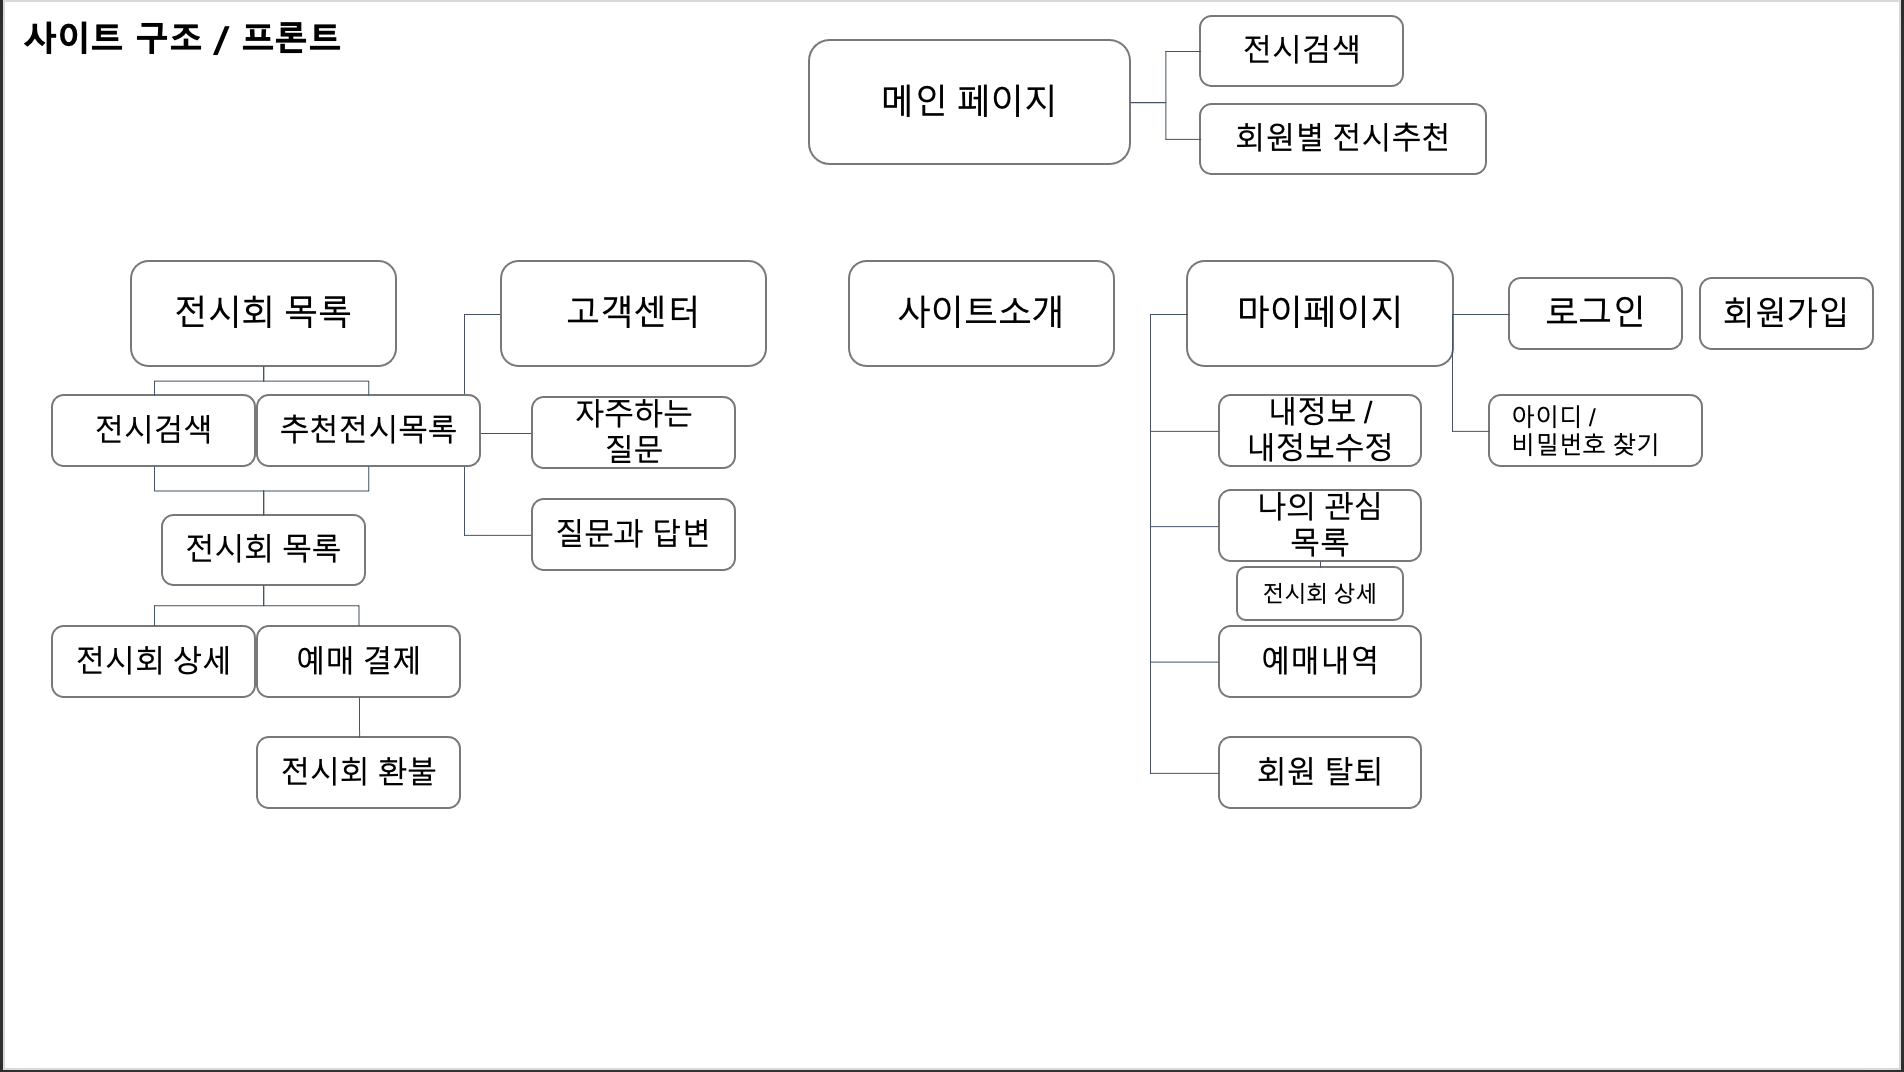 사이트 구조 / 프론트
메인 페이지
전시검색
회원별 전시추천
전시회 목록
고객센터
사이트소개
마이페이지
로그인
회원가입
전시검색
추천전시목록
자주하는
질문
내정보 /
내정보수정
아이디 /
비밀번호 찾기
전시회 목록
질문과 답변
나의 관심
목록
전시회 상세
전시회 상세
예매 결제
예매내역
전시회 환불
회원 탈퇴